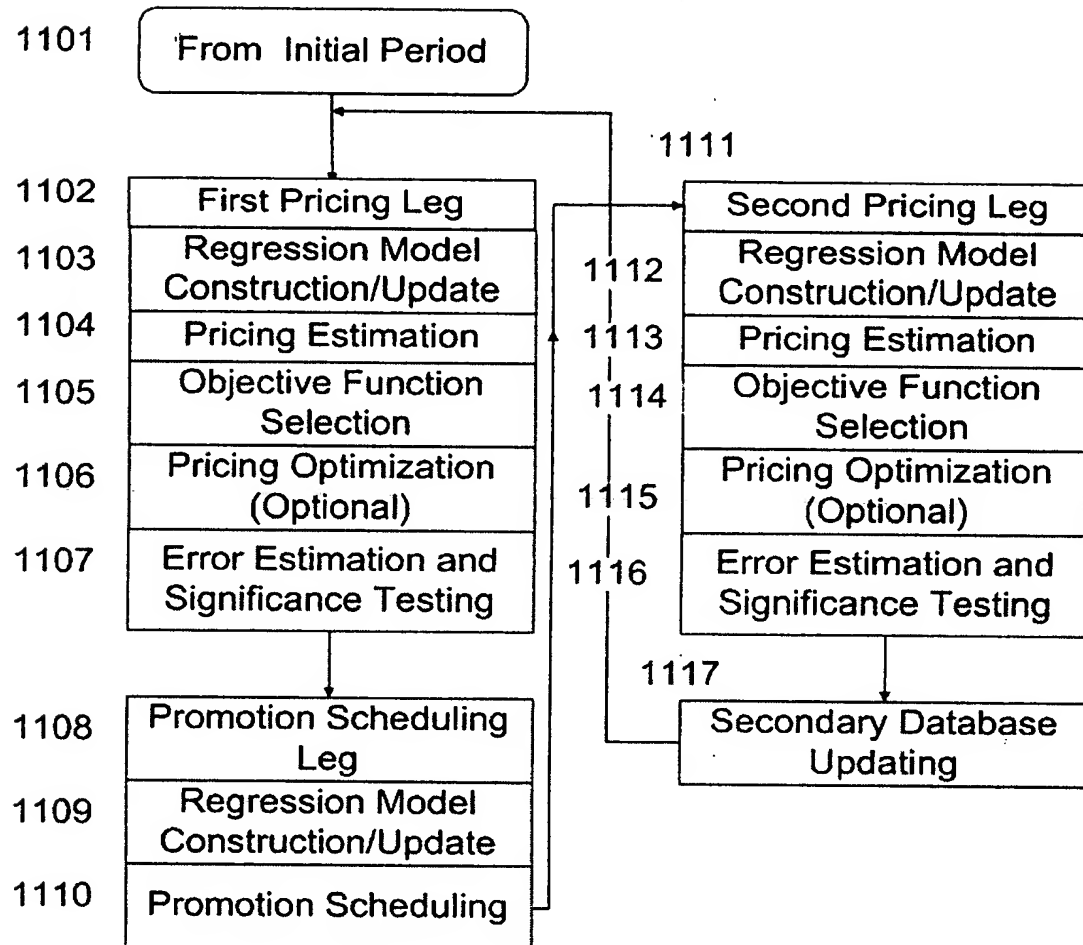 1101
From Initial Period
1102
First Pricing Leg
1103
Regression Model
Construction/Update
1104
Pricing Estimation
1105
Objective Function
Selection
1106
Pricing Optimization
(Optional)
1107
Error Estimation and
Significance Testing
1108
Promotion Scheduling
Leg
1109
Regression Model
Construction/Update
1110
Promotion Scheduling
1111
Second Pricing Leg
1112
Regression Model
Construction/Update
1113
Pricing Estimation
1114
Objective Function
Selection
1115
Pricing Optimization
(Optional)
1116
Error Estimation and
Significance Testing
1117
Secondary Database
Updating